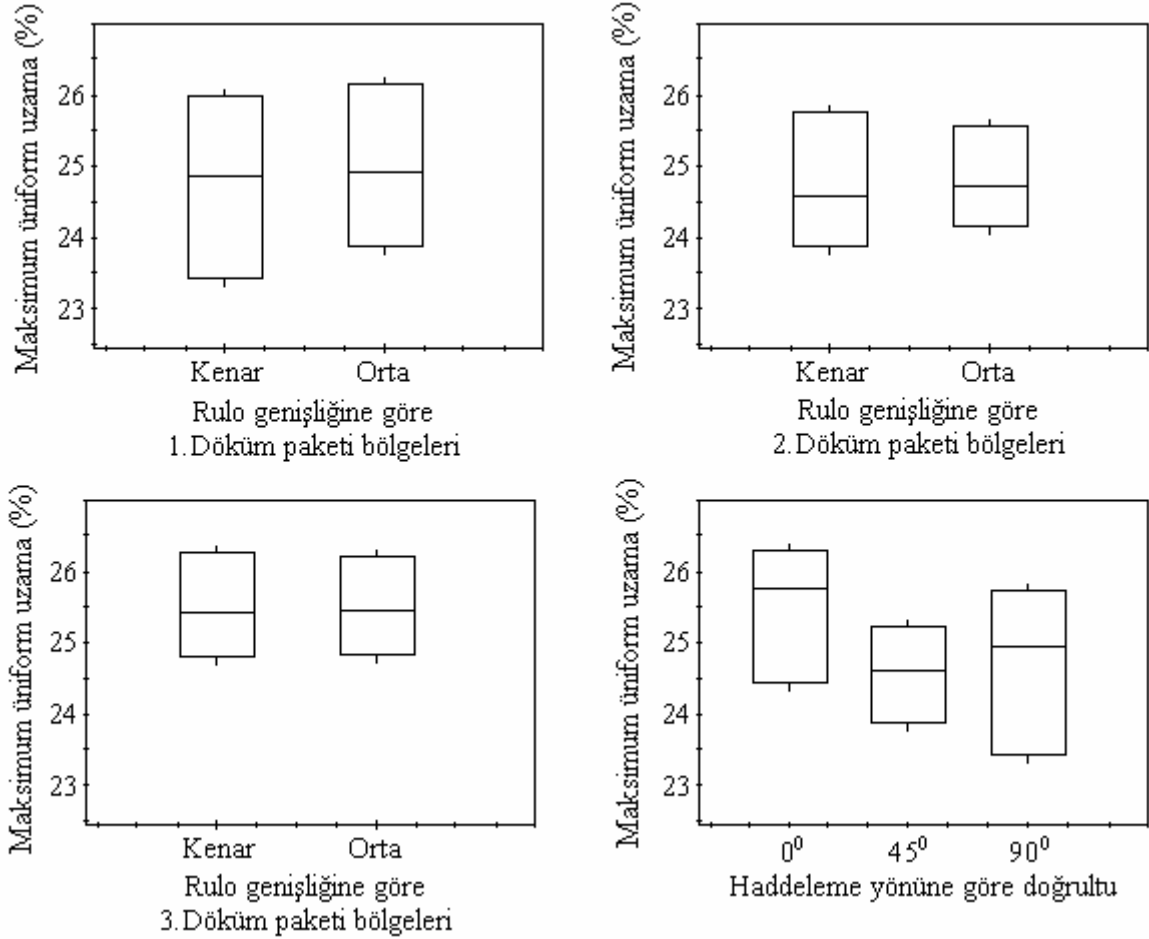 Maksimum üniform uzama (%)
26
25
24
23
Kenar Orta
Rulo genişliğine göre
1.Döküm paketi bölgeleri
Maksimum üniform uzama (%)
26
25
24
23
Kenar Orta
Rulo genişliğine göre
2.Döküm paketi bölgeleri
Maksimum üniform uzama (%)
26
25
24
23
Kenar Orta
Rulo genişliğine göre
3.Döküm paketi bölgeleri
Maksimum üniform uzama (%)
26
25
24
23
0⁰ 45⁰ 90⁰
Haddeleme yönüne göre doğrultu